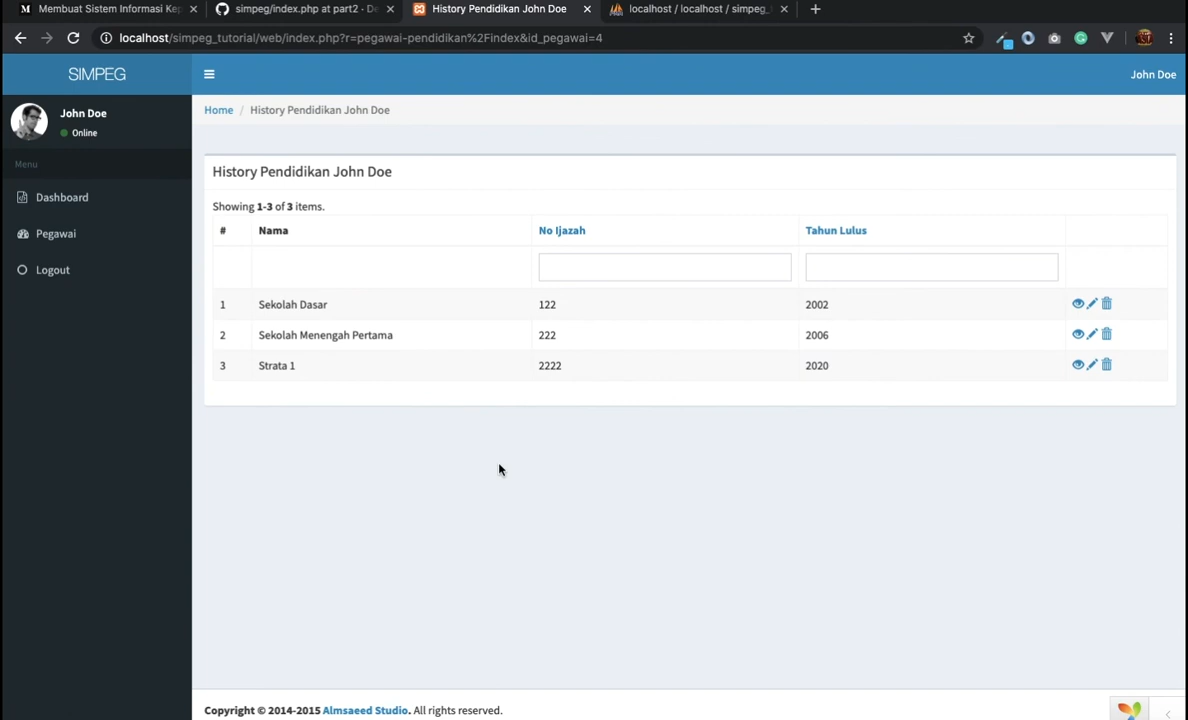 M Membuat Sistem Informasi Kep
simpeg/index.php at part2 - De
History Pendidikan John Doe
localhost / localhost / simpeg_
localhost/simpeg_tutorial/web/index.php?r=pegawai-pendidikan%2Findex&id_pegawai=4
SIMPEG
John Doe
John Doe
Online
Home / History Pendidikan John Doe
Menu
Dashboard
Pegawai
Logout
History Pendidikan John Doe
Showing 1-3 of 3 items.
# Nama No Ijazah Tahun Lulus
1 Sekolah Dasar 122 2002
2 Sekolah Menengah Pertama 222 2006
3 Strata 1 2222 2020
Copyright © 2014-2015 Almsaeed Studio. All rights reserved.